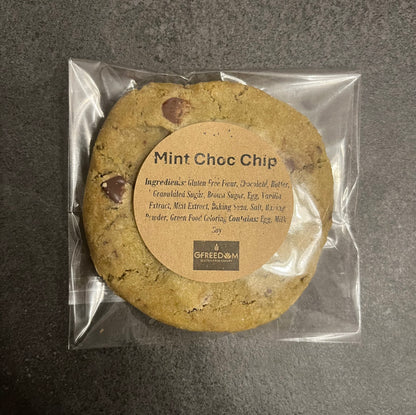 Mint Choc Chip
Ingredients: Gluten Free Flour, Chocolate, Butter,
Granulated Sugar, Brown Sugar, Egg, Vanilla
Extract, Mint Extract, Baking Soda, Salt, Baking
Powder, Green Food Coloring Contains: Egg, Milk
Soy
GFREEDOM